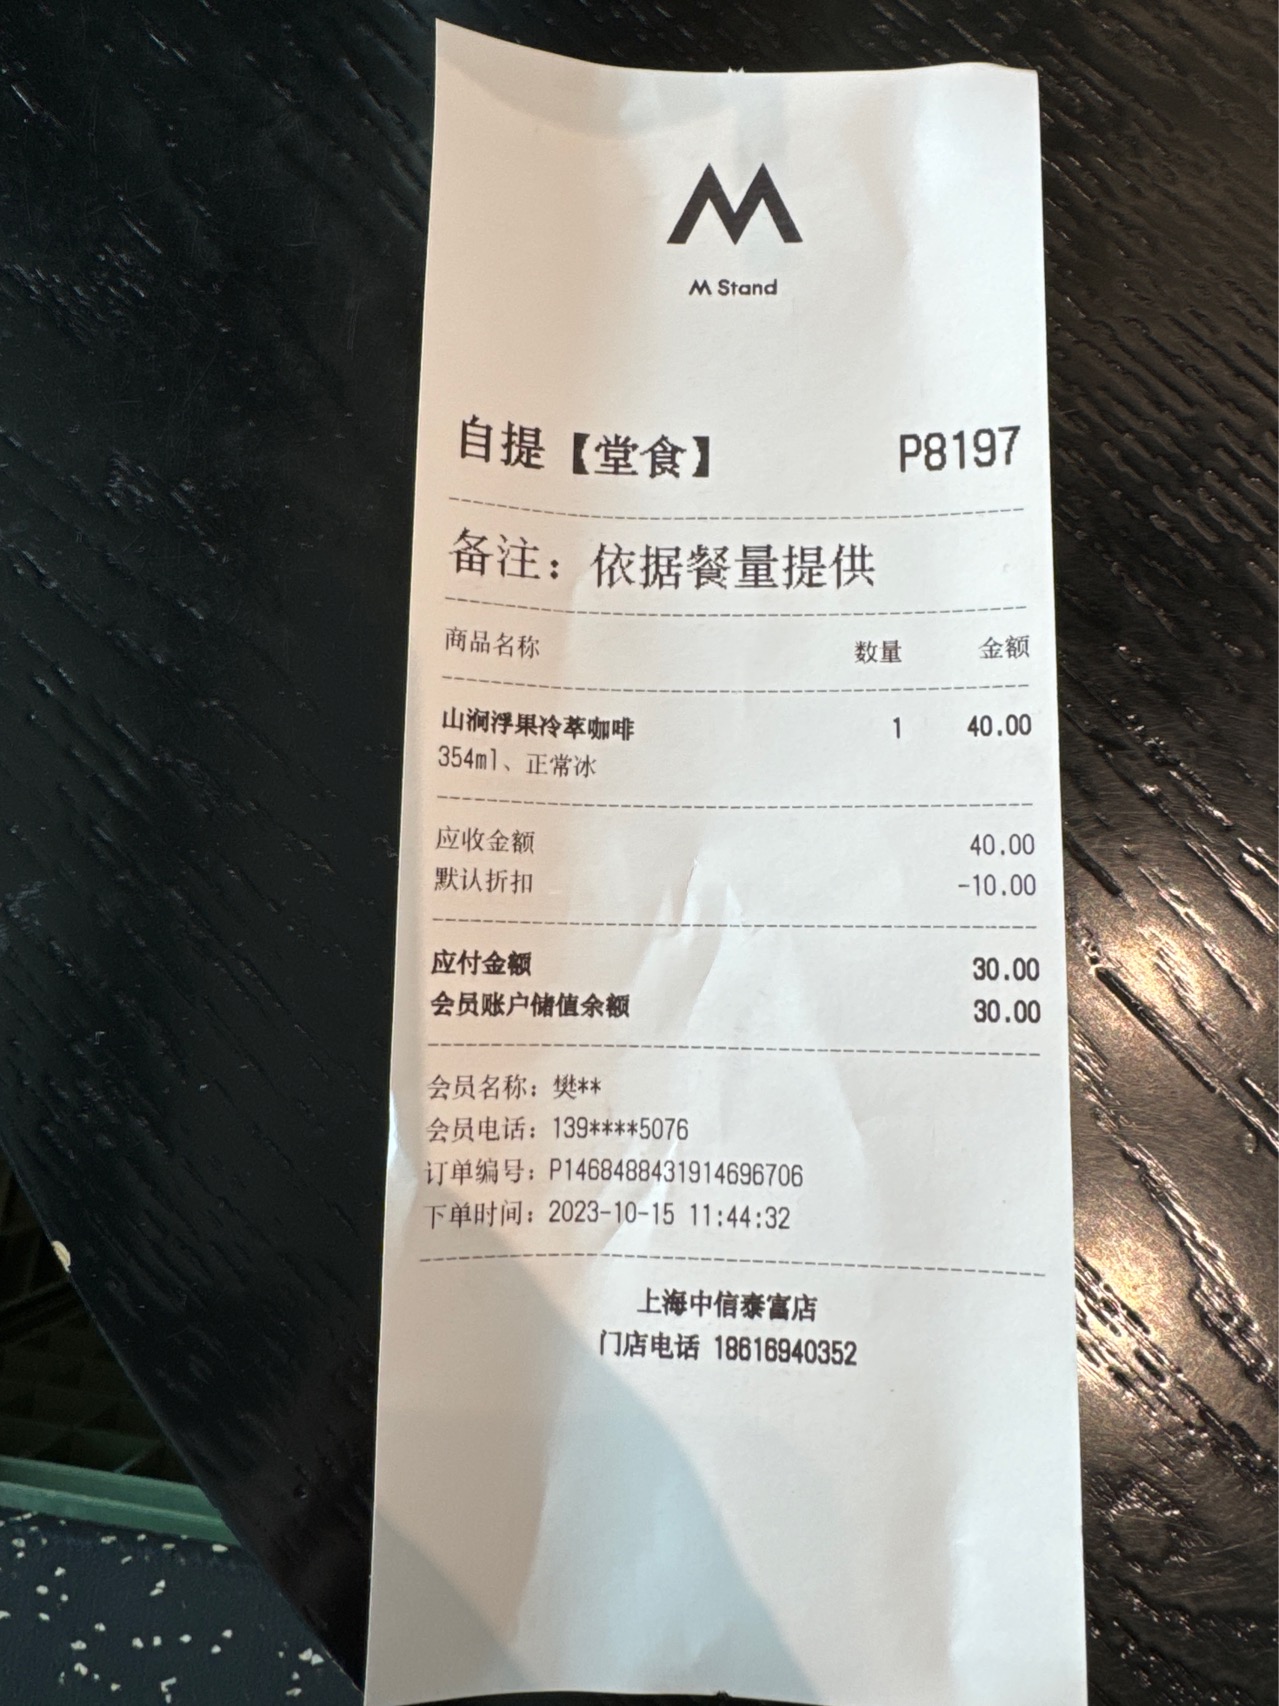 M Stand
自提【堂食】 P8197
备注：依据餐量提供
商品名称 数量 金额
山涧浮果冷萃咖啡 1 40.00
354ml、正常冰
应收金额 40.00
默认折扣 -10.00
应付金额 30.00
会员账户储值余额 30.00
会员名称：樊**
会员电话：139****5076
订单编号：P1468488431914696706
下单时间：2023-10-15 11:44:32
上海中信泰富店
门店电话 18616940352